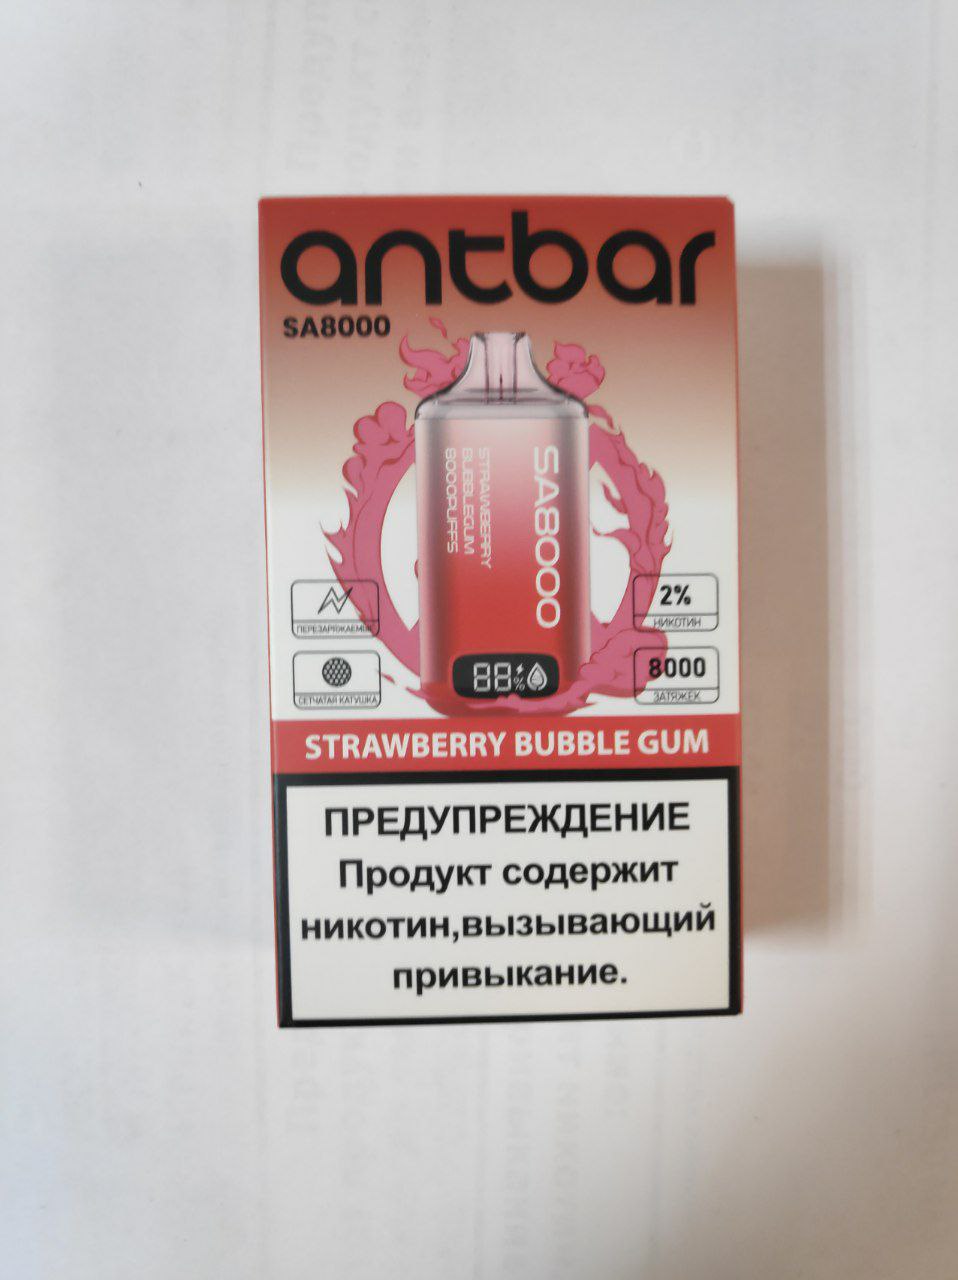 antbar
SA8000
SA8000
STRAWBERRY
BUBBLEGUM
8000PUFFS
ПЕРЕЗАРЯЖАЕМЫЕ
2%
НИКОТИН
СЕТЧАТАЯ КАТУШКА
8000
ЗАТЯЖЕК
88%
STRAWBERRY BUBBLE GUM
ПРЕДУПРЕЖДЕНИЕ
Продукт содержит
никотин,вызывающий
привыкание.